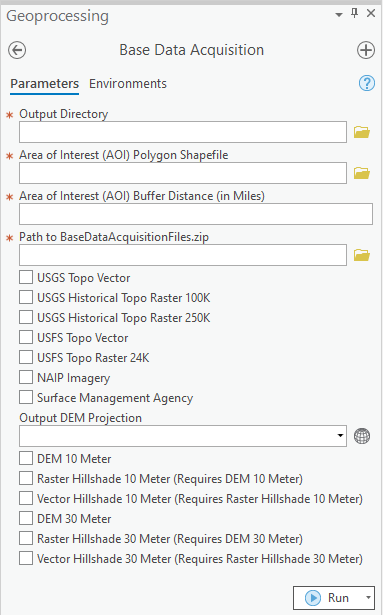 Geoprocessing
Base Data Acquisition
Parameters Environments
* Output Directory
* Area of Interest (AOI) Polygon Shapefile
* Area of Interest (AOI) Buffer Distance (in Miles)
* Path to BaseDataAcquisitionFiles.zip
USGS Topo Vector
USGS Historical Topo Raster 100K
USGS Historical Topo Raster 250K
USFS Topo Vector
USFS Topo Raster 24K
NAIP Imagery
Surface Management Agency
Output DEM Projection
DEM 10 Meter
Raster Hillshade 10 Meter (Requires DEM 10 Meter)
Vector Hillshade 10 Meter (Requires Raster Hillshade 10 Meter)
DEM 30 Meter
Raster Hillshade 30 Meter (Requires DEM 30 Meter)
Vector Hillshade 30 Meter (Requires Raster Hillshade 30 Meter)
Run